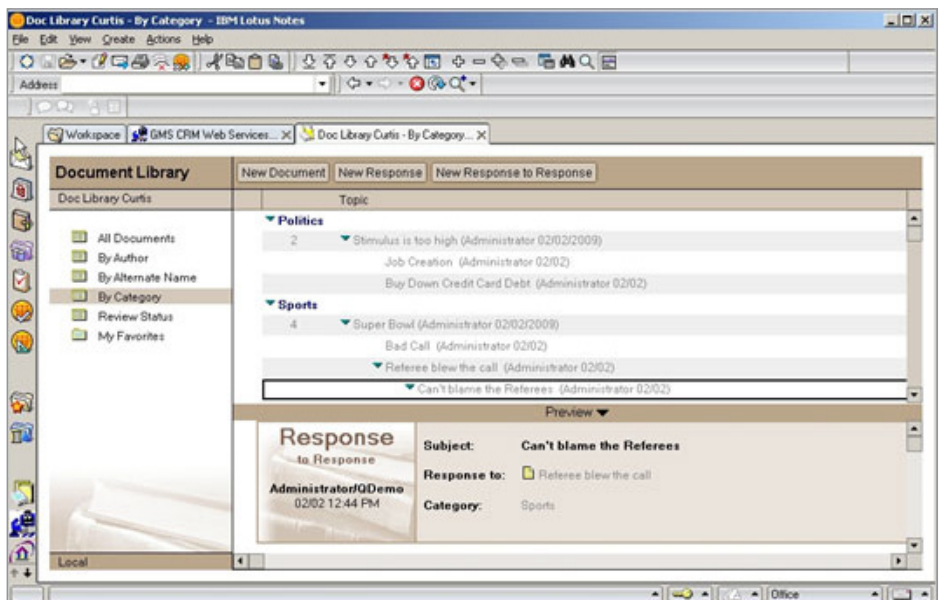 Doc Library Curtis - By Category - IBM Lotus Notes
File Edit View Create Actions Help
Address
Workspace GMS CRM Web Services... Doc Library Curtis - By Category...
Document Library New Document New Response New Response to Response
Doc Library Curtis Topic
All Documents
By Author
By Alternate Name
By Category
Review Status
My Favorites
Politics
2 Stimulus is too high (Administrator 02/02/2009)
Job Creation (Administrator 02/02)
Buy Down Credit Card Debt (Administrator 02/02)
Sports
4 Super Bowl (Administrator 02/02/2009)
Bad Call (Administrator 02/02)
Referee blew the call (Administrator 02/02)
Can't blame the Referees (Administrator 02/02)
Preview
Response
to Response
Administrator/QDemo
02/02 12:44 PM
Subject: Can't blame the Referees
Response to: Referee blew the call
Category: Sports
Local
Office